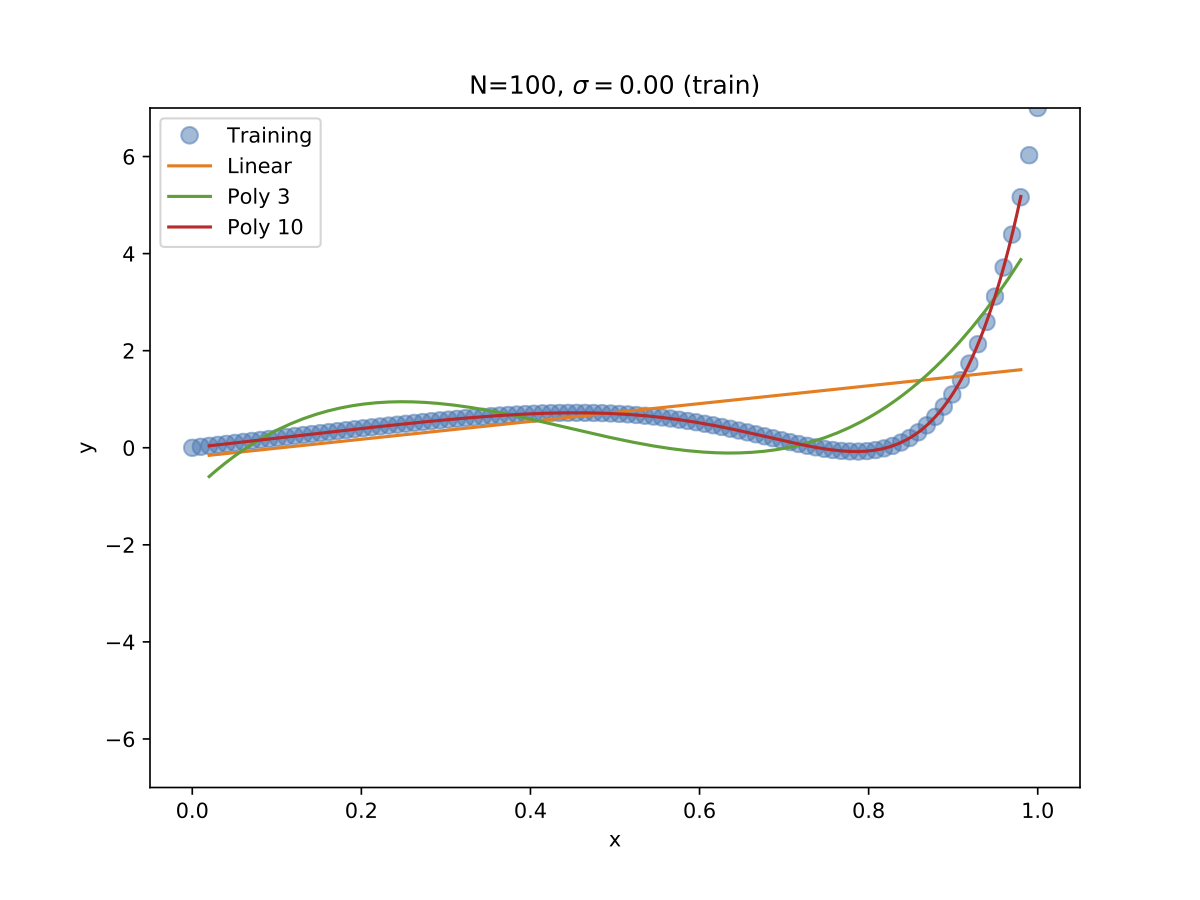 N=100, σ = 0.00 (train)
Training
Linear
Poly 3
Poly 10
6
4
2
0
−2
−4
−6
y
0.0 0.2 0.4 0.6 0.8 1.0
x